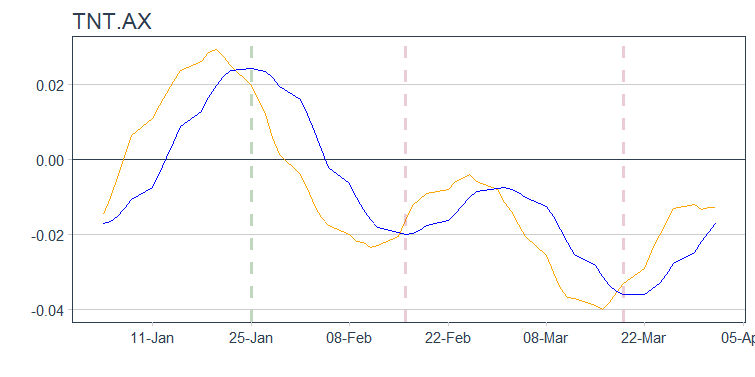 TNT.AX
0.02
0.00
-0.02
-0.04
11-Jan
25-Jan
08-Feb
22-Feb
08-Mar
22-Mar
05-Ap